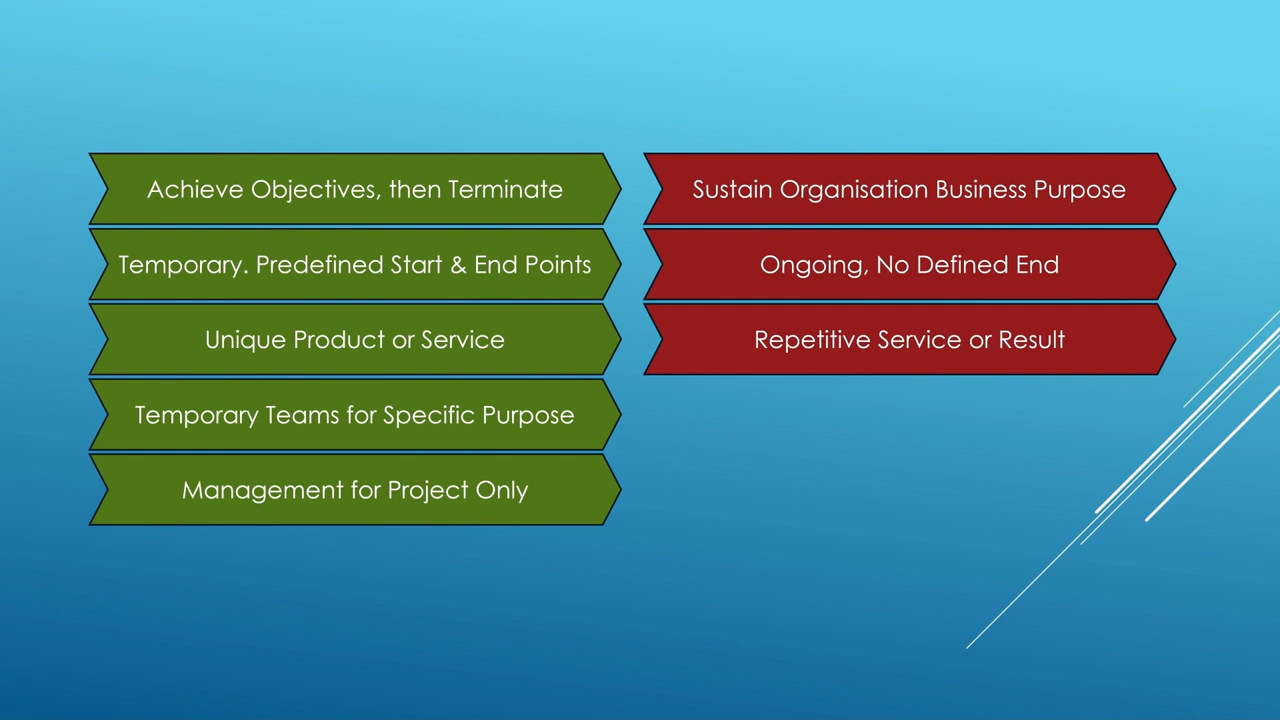 Achieve Objectives, then Terminate
Sustain Organisation Business Purpose
Temporary. Predefined Start & End Points
Ongoing, No Defined End
Unique Product or Service
Repetitive Service or Result
Temporary Teams for Specific Purpose
Management for Project Only